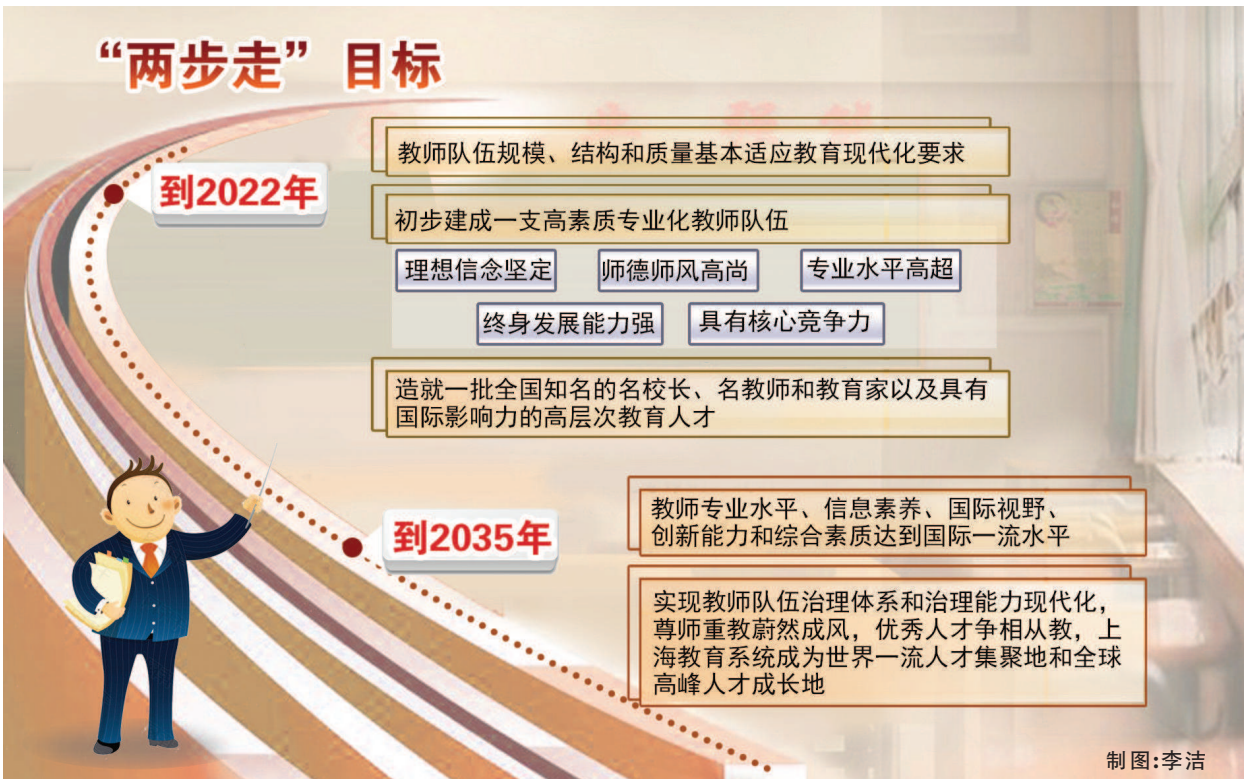 “两步走”目标
到2022年
教师队伍规模、结构和质量基本适应教育现代化要求
初步建成一支高素质专业化教师队伍
理想信念坚定
师德师风高尚
专业水平高超
终身发展能力强
具有核心竞争力
造就一批全国知名的名校长、名教师和教育家以及具有
国际影响力的高层次教育人才
到2035年
教师专业水平、信息素养、国际视野、
创新能力和综合素质达到国际一流水平
实现教师队伍治理体系和治理能力现代化，
尊师重教蔚然成风，优秀人才争相从教，上
海教育系统成为世界一流人才集聚地和全球
高峰人才成长地
制图:李洁